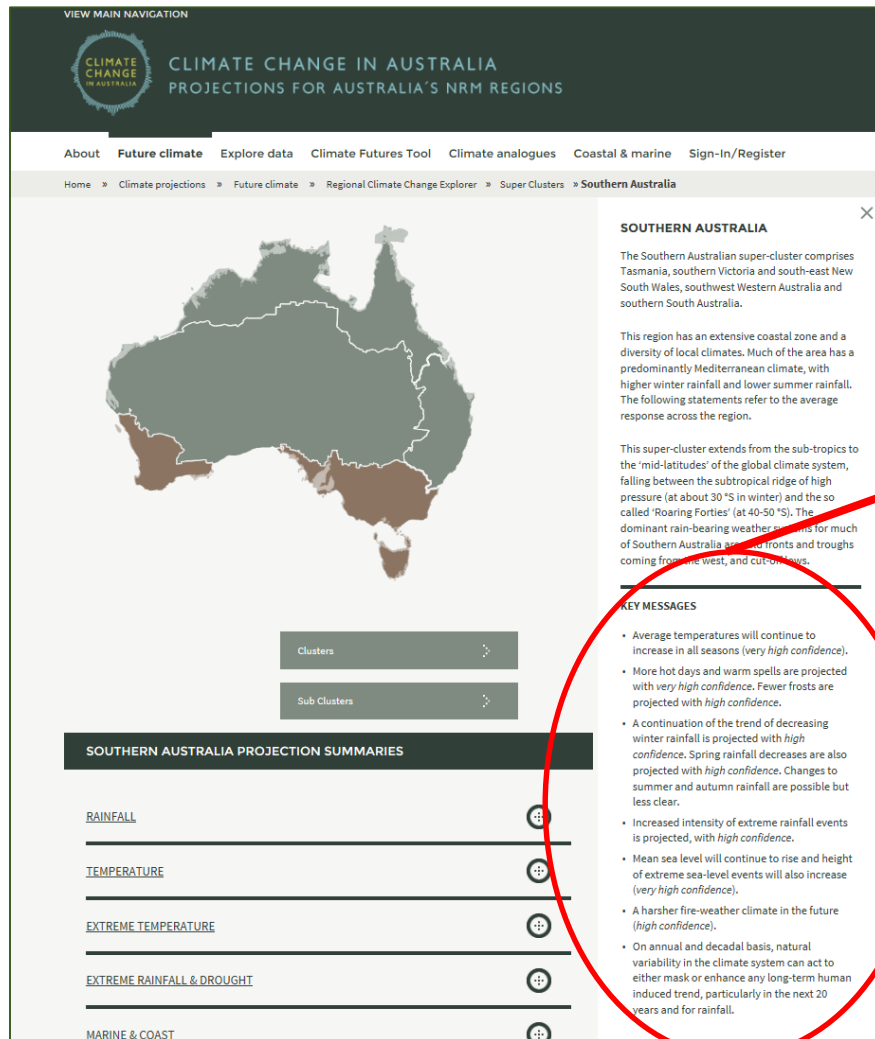 VIEW MAIN NAVIGATION
CLIMATE
CHANGE
IN AUSTRALIA
CLIMATE CHANGE IN AUSTRALIA
PROJECTIONS FOR AUSTRALIA'S NRM REGIONS
About Future climate Explore data Climate Futures Tool Climate analogues Coastal & marine Sign-In/Register
Home » Climate projections » Future climate » Regional Climate Change Explorer » Super Clusters » Southern Australia
SOUTHERN AUSTRALIA
The Southern Australian super-cluster comprises
Tasmania, southern Victoria and south-east New
South Wales, southwest Western Australia and
southern South Australia.
This region has an extensive coastal zone and a
diversity of local climates. Much of the area has a
predominantly Mediterranean climate, with
higher winter rainfall and lower summer rainfall.
The following statements refer to the average
response across the region.
This super-cluster extends from the sub-tropics to
the 'mid-latitudes' of the global climate system,
falling between the subtropical ridge of high
pressure (at about 30 °S in winter) and the so
called 'Roaring Forties' (at 40-50 °S). The
dominant rain-bearing weather systems for much
of Southern Australia are fronts and troughs
coming from the west, and cut-off lows.
KEY MESSAGES
• Average temperatures will continue to
increase in all seasons (very high confidence).
• More hot days and warm spells are projected
with very high confidence. Fewer frosts are
projected with high confidence.
• A continuation of the trend of decreasing
winter rainfall is projected with high
confidence. Spring rainfall decreases are also
projected with high confidence. Changes to
summer and autumn rainfall are possible but
less clear.
• Increased intensity of extreme rainfall events
is projected, with high confidence.
• Mean sea level will continue to rise and height
of extreme sea-level events will also increase
(very high confidence).
• A harsher fire-weather climate in the future
(high confidence).
• On annual and decadal basis, natural
variability in the climate system can act to
either mask or enhance any long-term human
induced trend, particularly in the next 20
years and for rainfall.
Clusters
Sub Clusters
SOUTHERN AUSTRALIA PROJECTION SUMMARIES
RAINFALL
TEMPERATURE
EXTREME TEMPERATURE
EXTREME RAINFALL & DROUGHT
MARINE & COAST